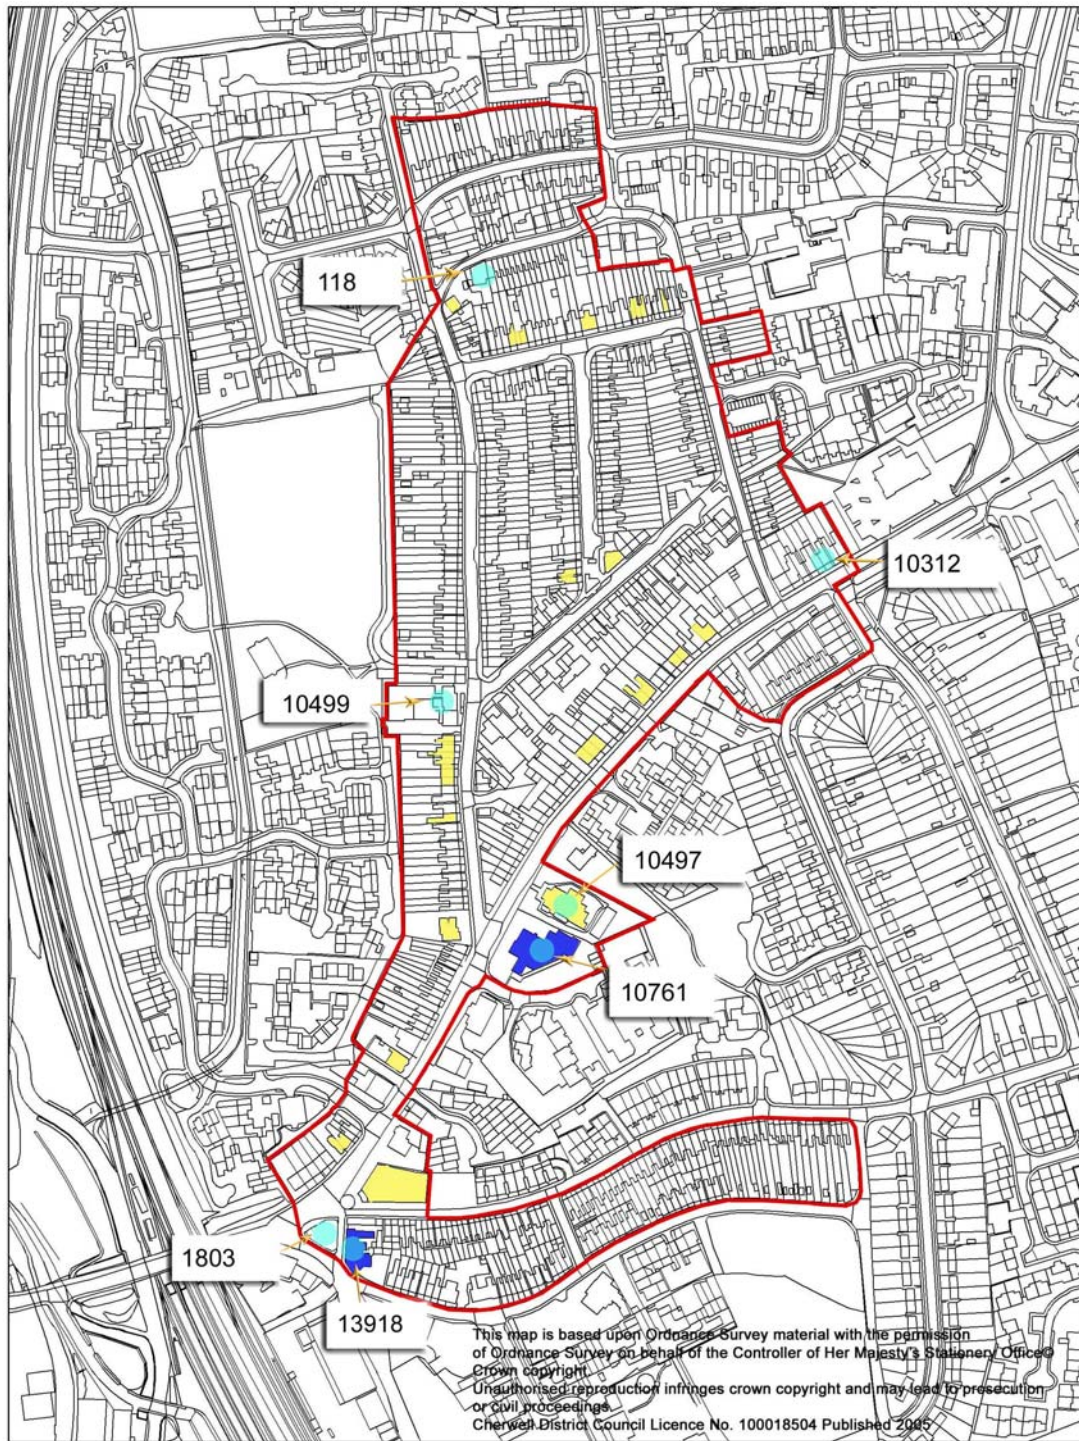 118
10312
10499
10497
10761
1803
13918
This map is based upon Ordnance Survey material with the permission
of Ordnance Survey on behalf of the Controller of Her Majesty's Stationery Office©
Crown copyright.
Unauthorised reproduction infringes crown copyright and may lead to prosecution
or civil proceedings.
Cherwell District Council Licence No. 100018504 Published 2005